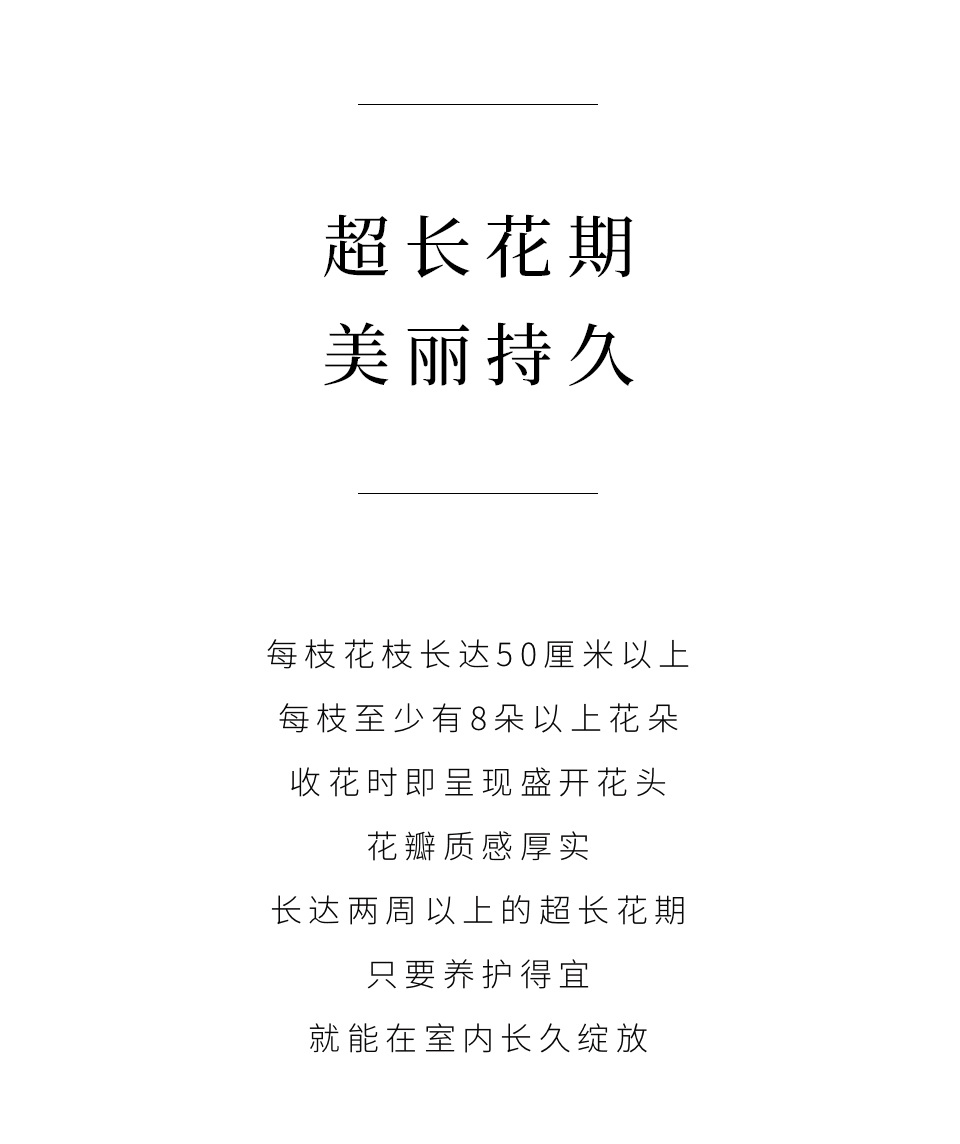 超长花期
美丽持久
每枝花枝长达50厘米以上
每枝至少有8朵以上花朵
收花时即呈现盛开花头
花瓣质感厚实
长达两周以上的超长花期
只要养护得宜
就能在室内长久绽放